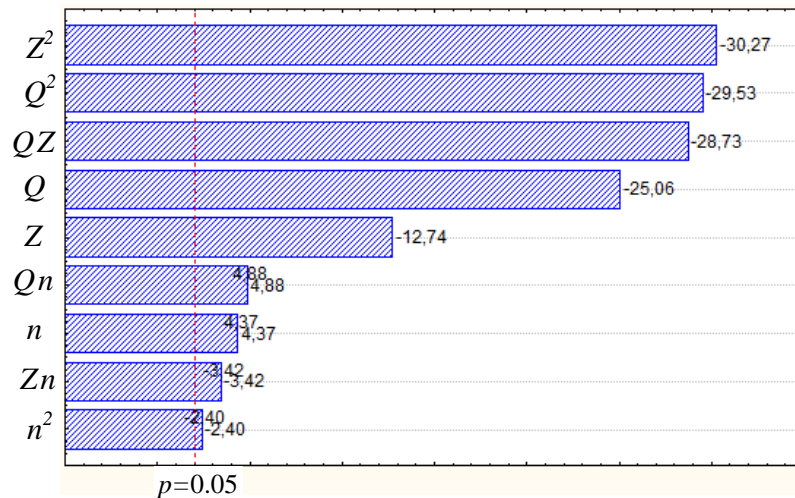 Z² -30,27
Q² -29,53
QZ -28,73
Q -25,06
Z -12,74
Qn 4,88 4,88
n 4,37 4,37
Zn -3,42 -3,42
n² -2,40 -2,40
p=0.05